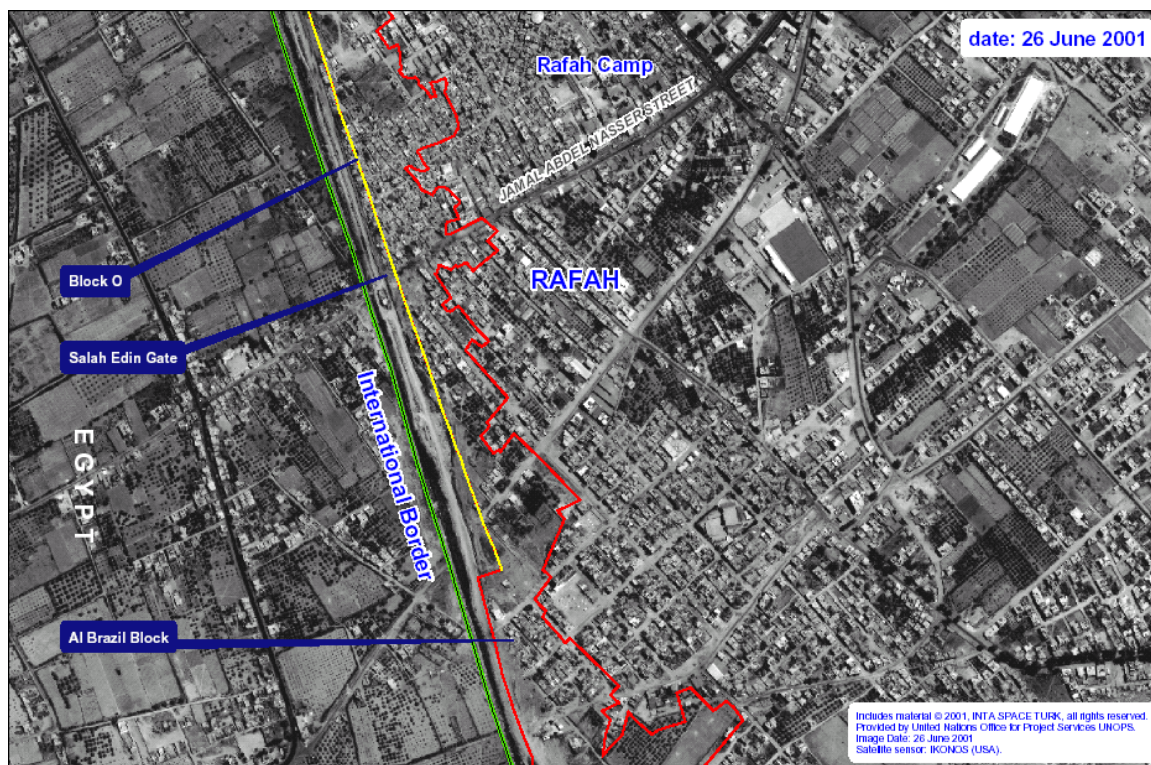 date: 26 June 2001
Rafah Camp
JAMAL ABDEL NASSER STREET
Block O
RAFAH
Salah Edin Gate
International Border
EGYPT
Al Brazil Block
Includes material © 2001, INTA SPACE TURK, all rights reserved.
Provided by United Nations Office for Project Services UNOPS.
Image Date: 26 June 2001
Satellite sensor: IKONOS (USA).